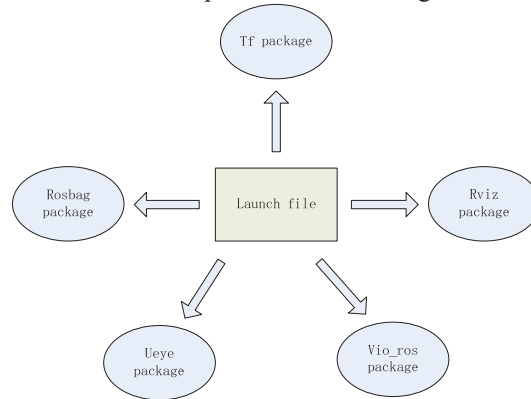 Tf package
Rosbag
package
Launch file
Rviz
package
Ueye
package
Vio_ros
package